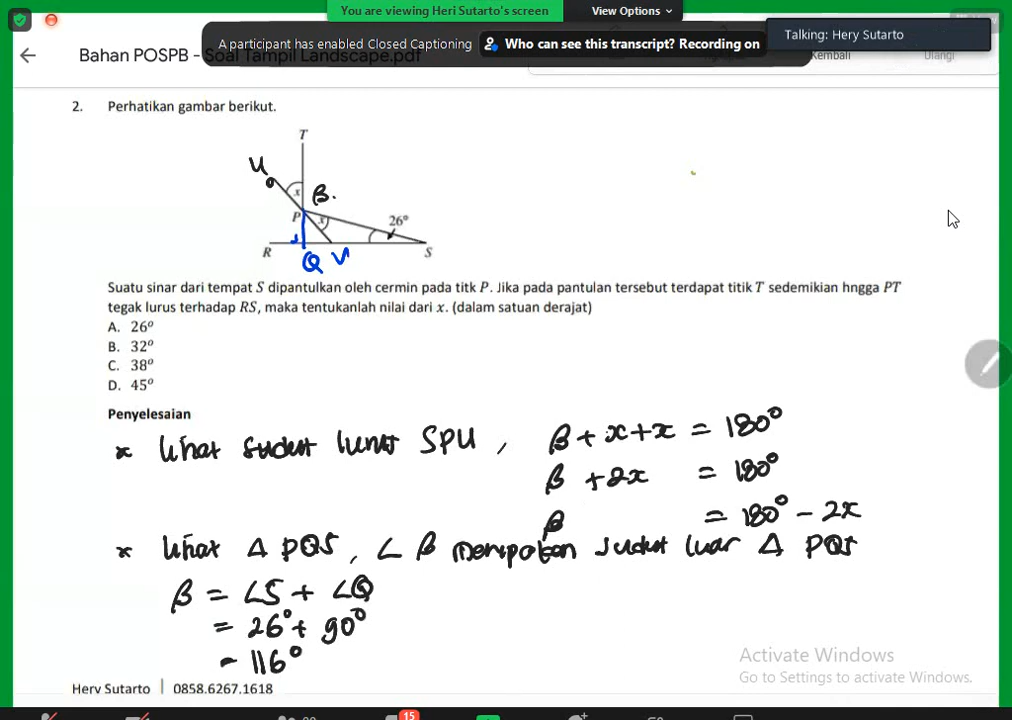 You are viewing Heri Sutarto's screen
View Options
A participant has enabled Closed Captioning
Who can see this transcript? Recording on
Talking: Hery Sutarto
Bahan POSPB - Soal Tampil Landscape.pdf
Kembali
Ulangi
2. Perhatikan gambar berikut.
T
U
x
β.
P
x
26°
R
Q
V
S
Suatu sinar dari tempat S dipantulkan oleh cermin pada titk P. Jika pada pantulan tersebut terdapat titik T sedemikian hngga PT
tegak lurus terhadap RS, maka tentukanlah nilai dari x. (dalam satuan derajat)
A. 26°
B. 32°
C. 38°
D. 45°
Penyelesaian
* lihat sudut lurus SPU, β + x + x = 180°
β + 2x = 180°
β = 180° - 2x
* lihat Δ PQS, ∠ β merupakan sudut luar Δ PQS
β = ∠S + ∠Q
= 26° + 90°
= 116°
Activate Windows
Go to Settings to activate Windows.
Hery Sutarto | 0858.6267.1618
15